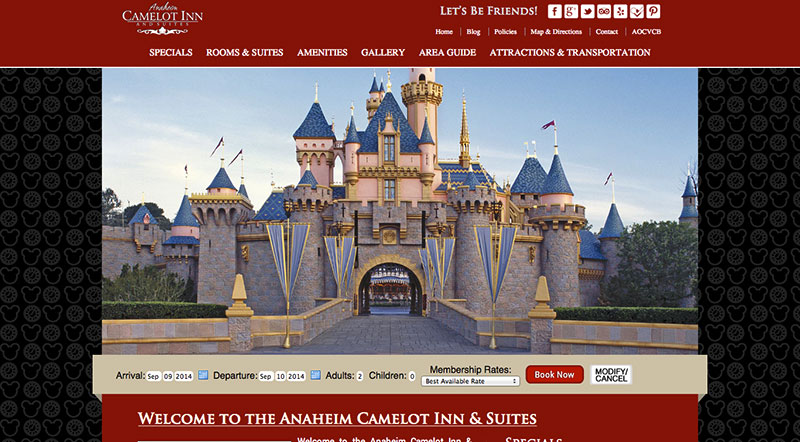 Anaheim
CAMELOT INN
AND SUITES
LET'S BE FRIENDS!
Home Blog Policies Map & Directions Contact AOCVCB
SPECIALS ROOMS & SUITES AMENITIES GALLERY AREA GUIDE ATTRACTIONS & TRANSPORTATION
Membership Rates:
Arrival: Sep 09 2014 Departure: Sep 10 2014 Adults: 2 Children: 0 Best Available Rate Book Now MODIFY/
CANCEL
WELCOME TO THE ANAHEIM CAMELOT INN & SUITES
Welcome to the Anaheim Camelot Inn & SPECIALS